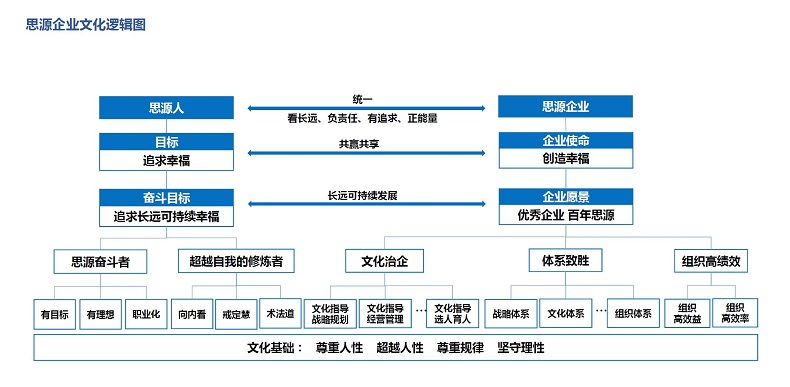 思源企业文化逻辑图
思源人
统一
思源企业
看长远、负责任、有追求、正能量
目标
追求幸福
共赢共享
企业使命
创造幸福
奋斗目标
追求长远可持续幸福
长远可持续发展
企业愿景
优秀企业 百年思源
思源奋斗者
超越自我的修炼者
文化治企
体系致胜
组织高绩效
有目标
有理想
职业化
向内看
戒定慧
术法道
文化指导
战略规划
文化指导
经营管理
…
文化指导
选人育人
战略体系
文化体系
…
组织体系
组织
高效益
组织
高效率
文化基础： 尊重人性 超越人性 尊重规律 坚守理性